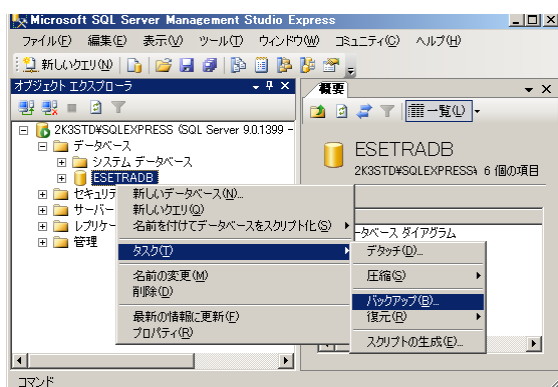 Microsoft SQL Server Management Studio Express
ファイル(F) 編集(E) 表示(V) ツール(T) ウィンドウ(W) コミュニティ(C) ヘルプ(H)
新しいクエリ(N)
オブジェクト エクスプローラ
概要
一覧(L)
2K3STD¥SQLEXPRESS (SQL Server 9.0.1399 -
データベース
システム データベース
ESETRADB
セキュリテ
サーバー
レプリケー
管理
ESETRADB
2K3STD¥SQLEXPRESS¥ 6 個の項目
新しいデータベース(N)...
新しいクエリ(Q)
名前を付けてデータベースをスクリプト化(S)
タスク(T)
名前の変更(M)
削除(D)
最新の情報に更新(F)
プロパティ(R)
ータベース ダイアグラム
デタッチ(D)...
圧縮(S)
バックアップ(B)...
復元(R)
スクリプトの生成(E)...
コマンド